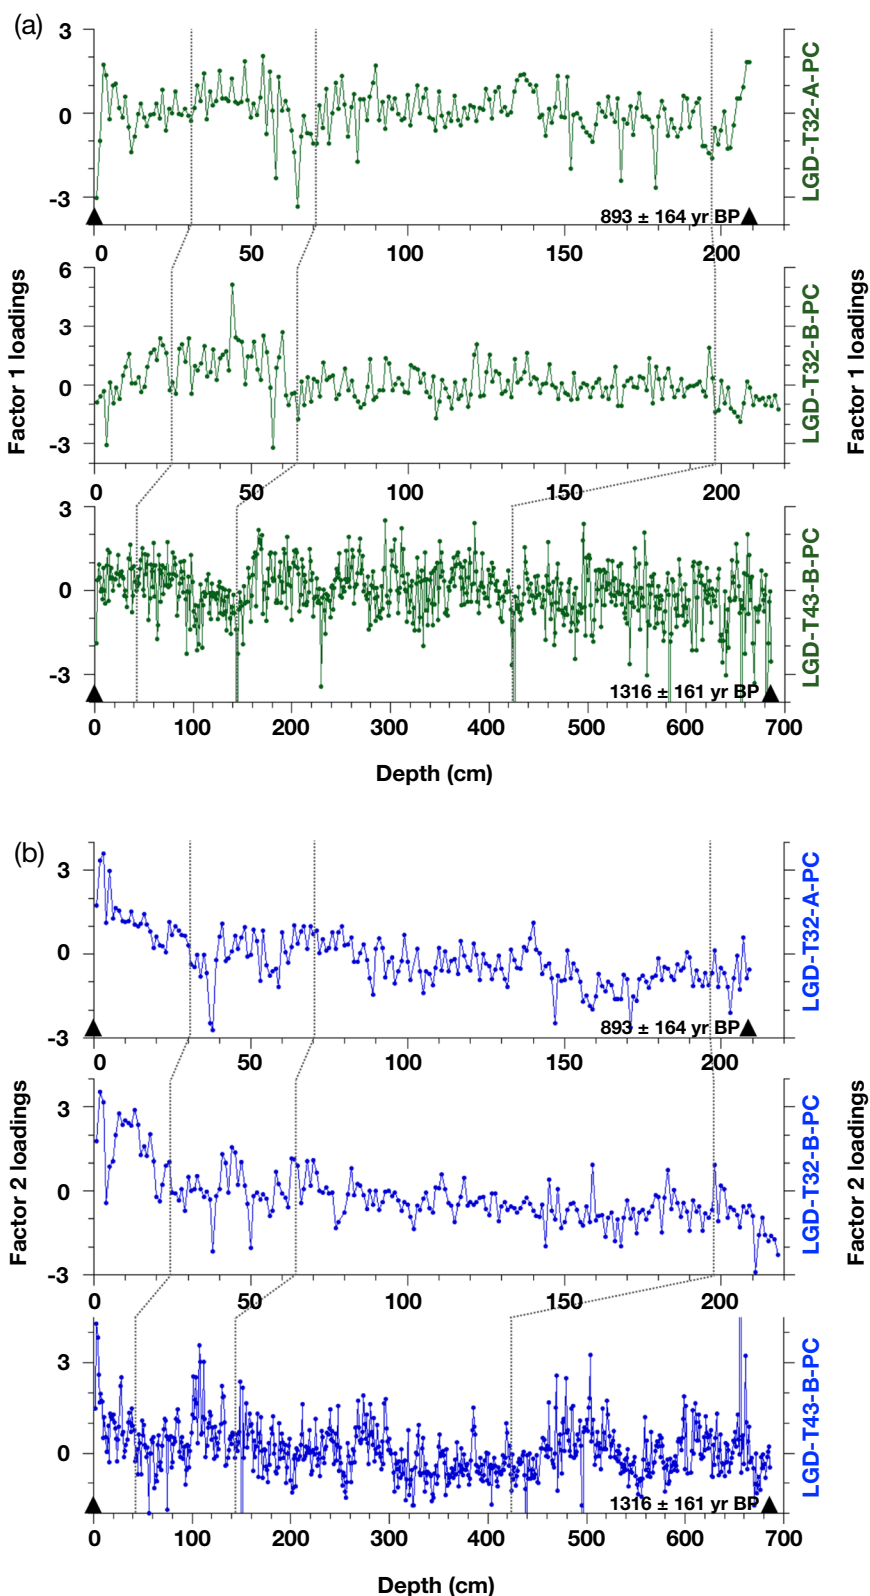 (a)
3
0
-3
893 ± 164 yr BP
LGD-T32-A-PC
0 50 100 150 200
6
3
0
-3
LGD-T32-B-PC
Factor 1 loadings
Factor 1 loadings
0 50 100 150 200
3
0
-3
1316 ± 161 yr BP
LGD-T43-B-PC
0 100 200 300 400 500 600 700
Depth (cm)
(b)
3
0
-3
893 ± 164 yr BP
LGD-T32-A-PC
0 50 100 150 200
3
0
-3
LGD-T32-B-PC
Factor 2 loadings
Factor 2 loadings
0 50 100 150 200
3
0
1316 ± 161 yr BP
LGD-T43-B-PC
0 100 200 300 400 500 600 700
Depth (cm)